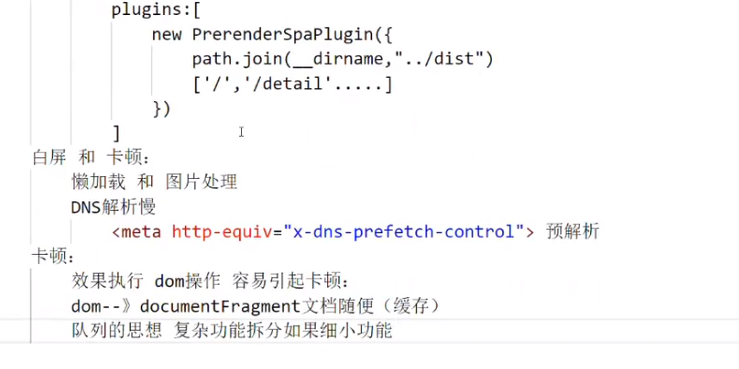 plugins:[
new PrerenderSpaPlugin({
path.join(__dirname,"../dist")
['/','/detail'.....]
})
]
白屏 和 卡顿:
懒加载 和 图片处理
DNS解析慢
<meta http-equiv="x-dns-prefetch-control"> 预解析
卡顿:
效果执行 dom操作 容易引起卡顿:
dom--》documentFragment文档随便（缓存）
队列的思想 复杂功能拆分如果细小功能